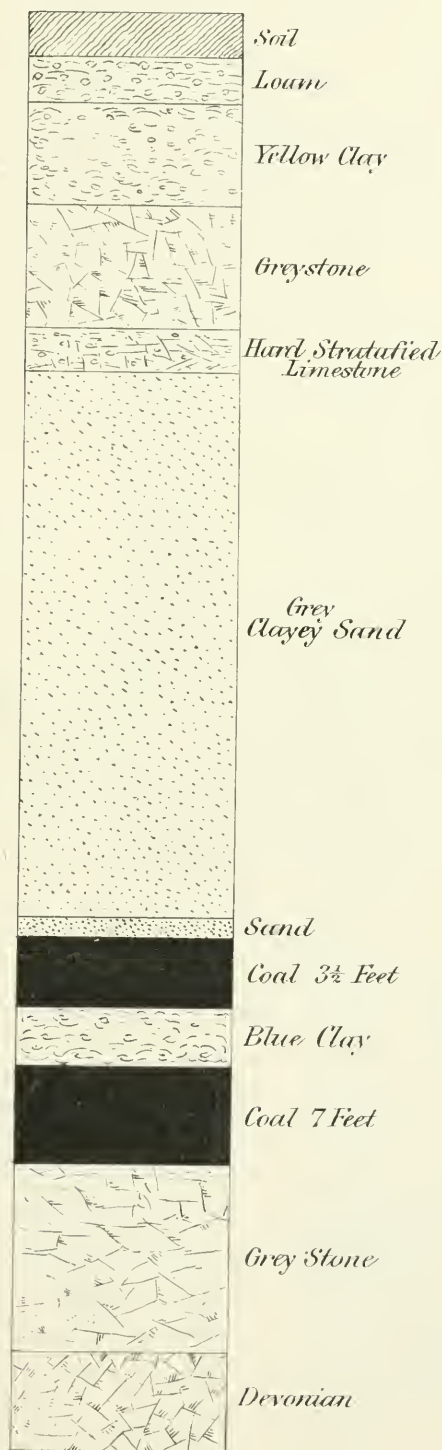 Soil
Loam
Yellow Clay
Greystone
Hard Stratafied
Limestone
Grey
Clayey Sand
Sand
Coal 3½ Feet
Blue Clay
Coal 7 Feet
Grey Stone
Devonian